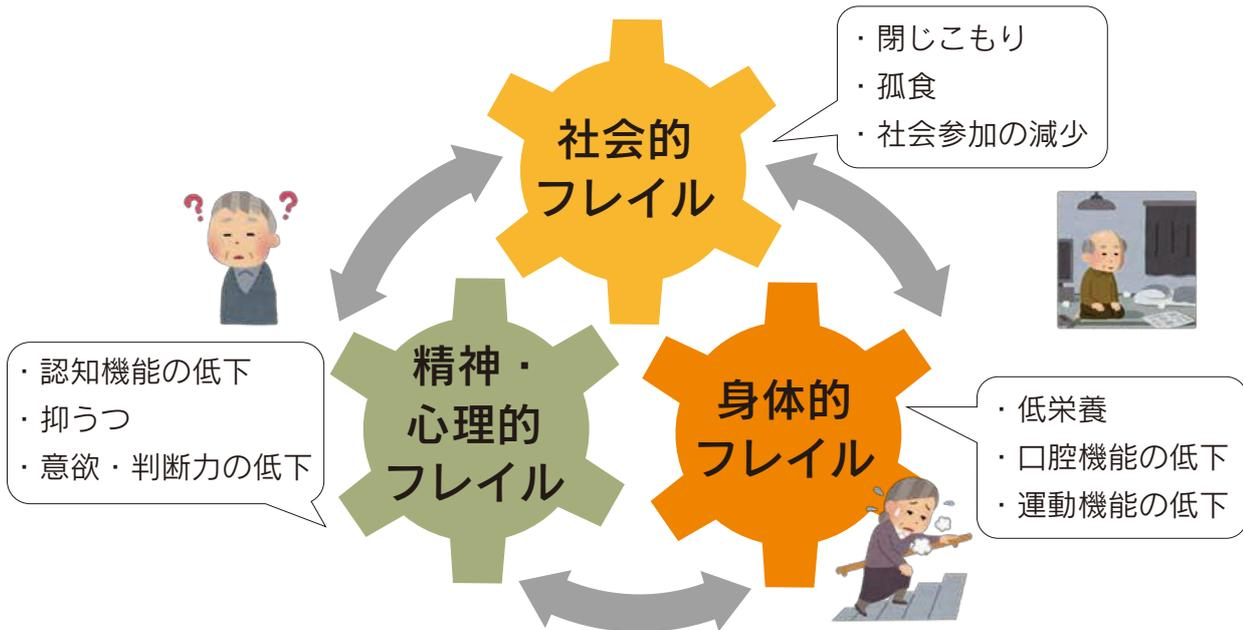 社会的
フレイル
・閉じこもり
・孤食
・社会参加の減少
精神・
心理的
フレイル
・認知機能の低下
・抑うつ
・意欲・判断力の低下
身体的
フレイル
・低栄養
・口腔機能の低下
・運動機能の低下
？
？